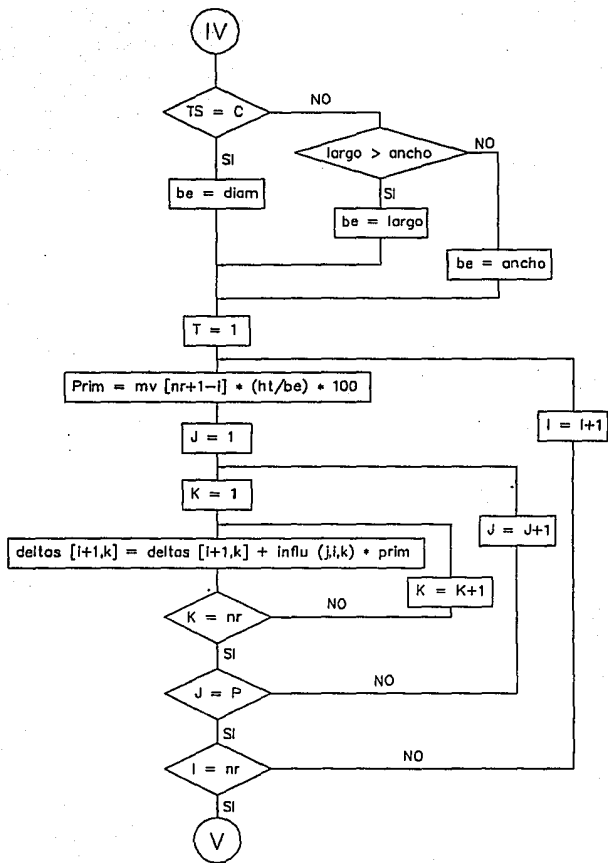 IV
TS = C
NO
SI
largo > ancho
NO
SI
be = diam
be = largo
be = ancho
T = 1
Prim = mv [nr+1-i] * (ht/be) * 100
I = I+1
J = 1
K = 1
J = J+1
deltas [i+1,k] = deltas [i+1,k] + influ (j,i,k) * prim
K = K+1
K = nr
NO
SI
J = P
NO
SI
I = nr
NO
SI
V